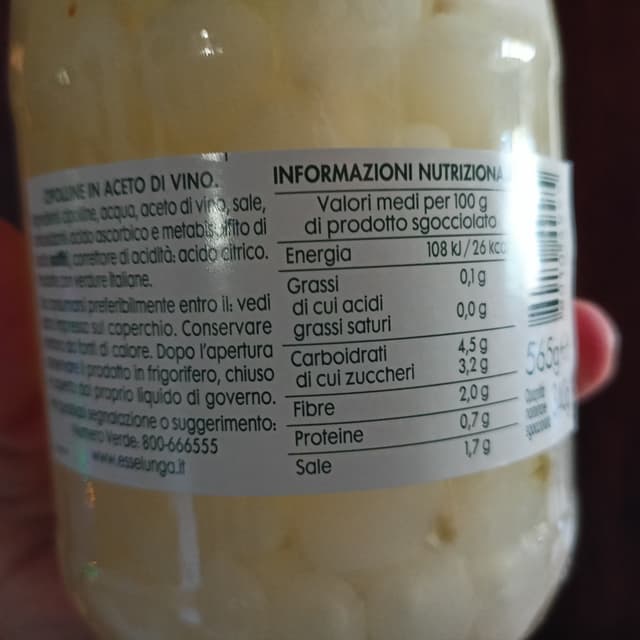 CIPOLLINE IN ACETO DI VINO.
cipolline, acqua, aceto di vino, sale,
acido ascorbico e metabisolfito di
correttore di acidità: acido citrico.
con verdure italiane.
preferibilmente entro il: vedi
sul coperchio. Conservare
fonti di calore. Dopo l'apertura
prodotto in frigorifero, chiuso
proprio liquido di governo.
segnalazione o suggerimento:
Numero Verde: 800-666555
www.esselunga.it
INFORMAZIONI NUTRIZIONA
Valori medi per 100 g
di prodotto sgocciolato
Energia 108 kJ/26 kc
Grassi 0,1 g
di cui acidi
grassi saturi 0,0 g
Carboidrati 4,5 g
di cui zuccheri 3,2 g
Fibre 2,0 g
Proteine 0,7 g
Sale 1,7 g
565g e